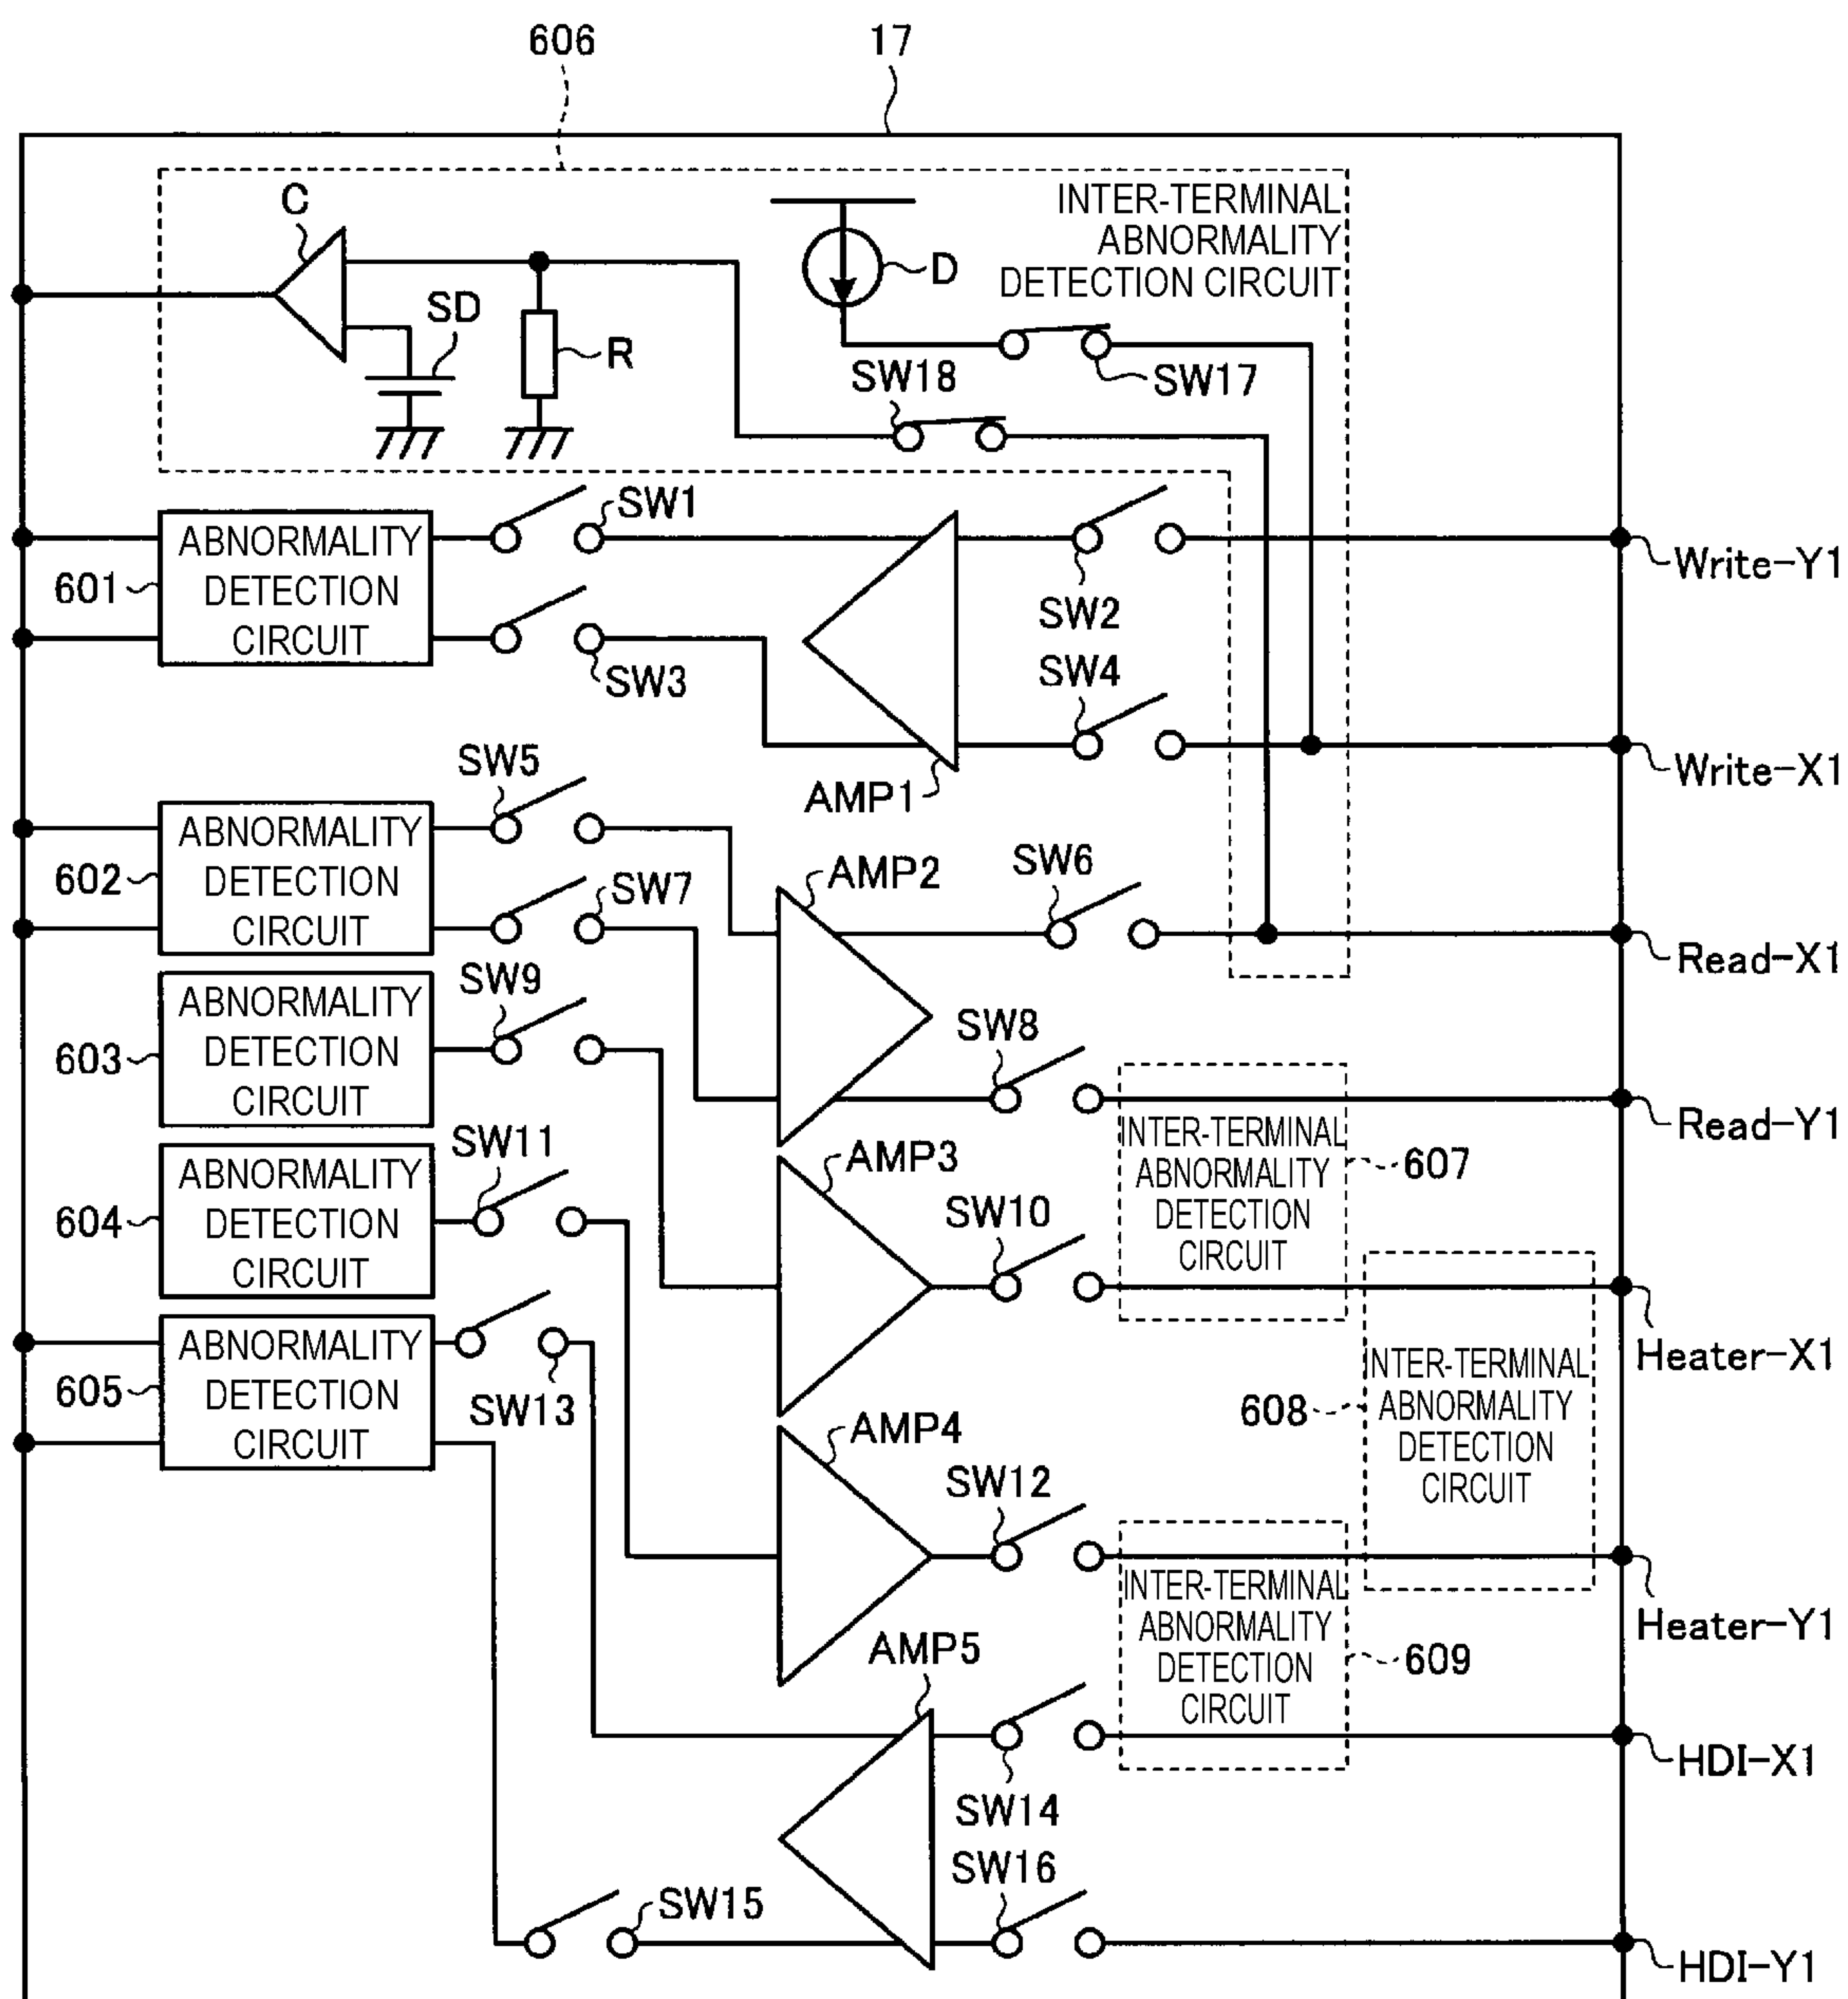 606
17
C
INTER-TERMINAL
ABNORMALITY
DETECTION CIRCUIT
D
SD
R
SW18
SW17
SW1
ABNORMALITY
DETECTION
CIRCUIT
601
SW2
Write-Y1
SW3
SW4
Write-X1
AMP1
SW5
ABNORMALITY
DETECTION
CIRCUIT
602
SW7
AMP2
SW6
Read-X1
ABNORMALITY
DETECTION
CIRCUIT
603
SW9
SW8
Read-Y1
INTER-TERMINAL
ABNORMALITY
DETECTION
CIRCUIT
607
ABNORMALITY
DETECTION
CIRCUIT
604
SW11
AMP3
SW10
Heater-X1
ABNORMALITY
DETECTION
CIRCUIT
605
SW13
NTER-TERMINAL
ABNORMALITY
DETECTION
CIRCUIT
608
AMP4
SW12
Heater-Y1
INTER-TERMINAL
ABNORMALITY
DETECTION
CIRCUIT
609
AMP5
SW14
HDI-X1
SW15
SW16
HDI-Y1